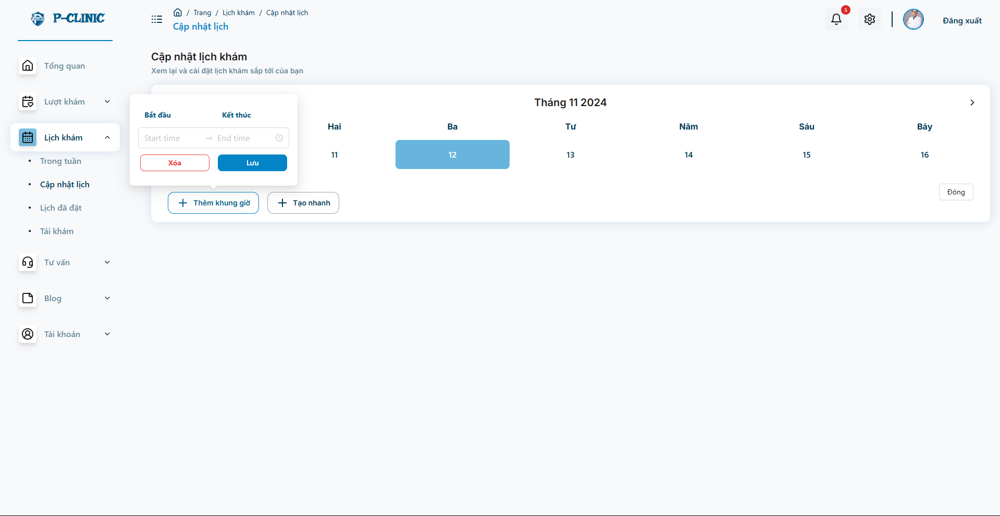 P-CLINIC
P-CLINIC
Tổng quan
Lượt khám
Lịch khám
Trong tuần
Cập nhật lịch
Lịch đã đặt
Tái khám
Tư vấn
Blog
Tài khoản
/ Trang / Lịch khám / Cập nhật lịch
Cập nhật lịch
5
Đăng xuất
Cập nhật lịch khám
Xem lại và cài đặt lịch khám sắp tới của bạn
Tháng 11 2024
Hai Ba Tư Năm Sáu Bảy
11 12 13 14 15 16
Bắt đầu Kết thúc
Start time End time
Xóa Lưu
Thêm khung giờ Tạo nhanh
Đóng